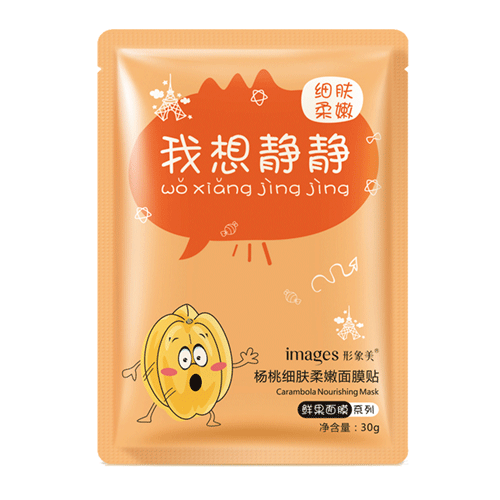 细肤
柔嫩
我想静静
wǒ xiǎng jìng jìng
images 形象美®
杨桃细肤柔嫩面膜贴
Carambola Nourishing Mask
鲜果面膜系列
净含量：30g